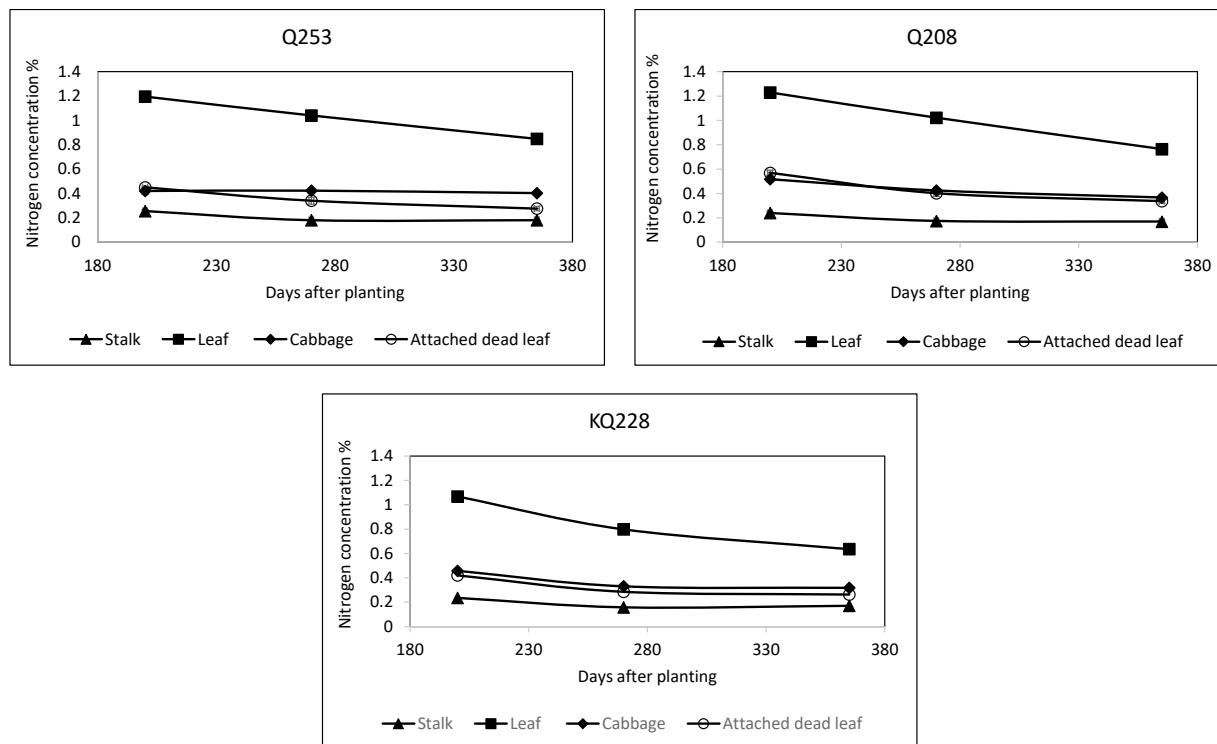 Q253
Nitrogen concentration %
1.4
1.2
1
0.8
0.6
0.4
0.2
0
180 230 280 330 380
Days after planting
Stalk Leaf Cabbage Attached dead leaf
Q208
Nitrogen concentration %
1.4
1.2
1
0.8
0.6
0.4
0.2
0
180 230 280 330 380
Days after planting
Stalk Leaf Cabbage Attached dead leaf
KQ228
Nitrogen concentration %
1.4
1.2
1
0.8
0.6
0.4
0.2
0
180 230 280 330 380
Days after planting
Stalk Leaf Cabbage Attached dead leaf